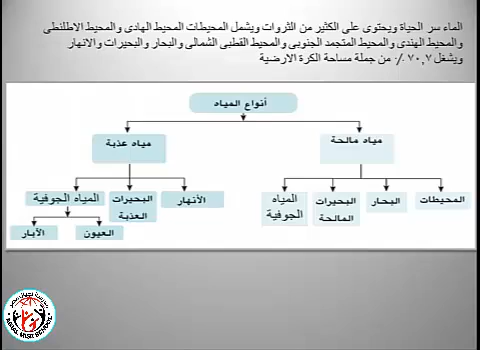 الماء سر الحياة ويحتوى على الكثير من الثروات ويشمل المحيطات المحيط الهادى والمحيط الاطلنطى
والمحيط الهندى والمحيط المتجمد الجنوبى والمحيط القطبى الشمالى والبحار والبحيرات والانهار
ويشغل ٧٠,٧ ٪ من جملة مساحة الكرة الارضية
أنواع المياه
مياه مالحة
مياه عذبة
المحيطات
البحار
البحيرات
المالحة
المياه
الجوفية
الأنهار
البحيرات
العذبة
المياه الجوفية
العيون
الأبار